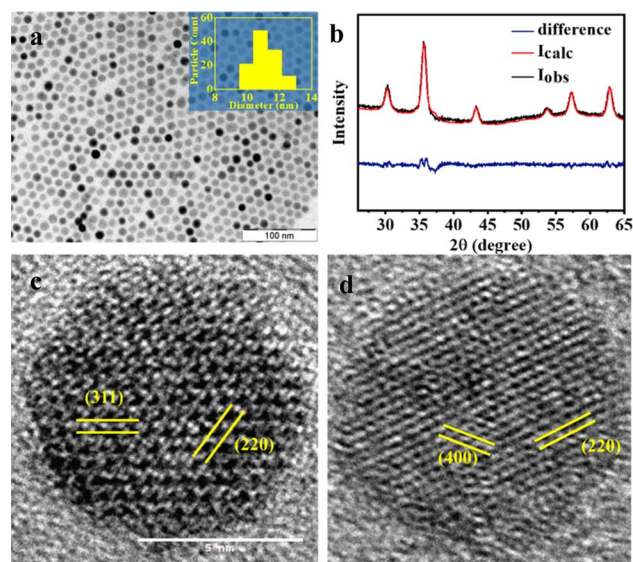 a
60
40
20
0
Particle Count
8 10 12 14
Diameter (nm)
100 nm
b
difference
Icalc
Iobs
Intensity
30 35 40 45 50 55 60 65
2θ (degree)
c
(311)
(220)
5 nm
d
(400)
(220)